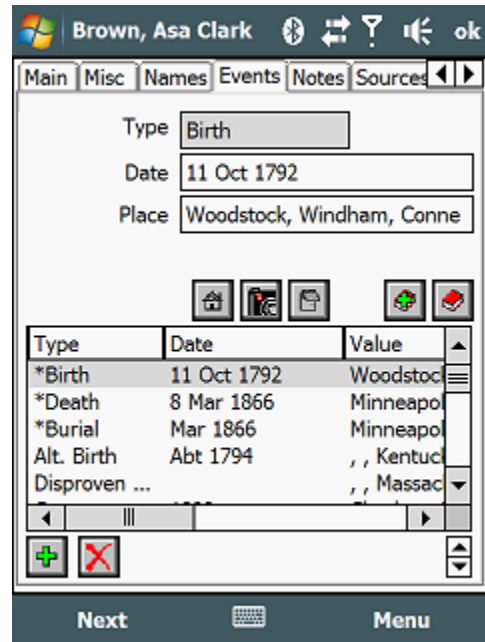 Brown, Asa Clark ok
Main Misc Names Events Notes Sources
Type Birth
Date 11 Oct 1792
Place Woodstock, Windham, Conne
Type Date Value
*Birth 11 Oct 1792 Woodstoc
*Death 8 Mar 1866 Minneapol
*Burial Mar 1866 Minneapol
Alt. Birth Abt 1794 , , Kentuc
Disproven ... , , Massac
Next Menu